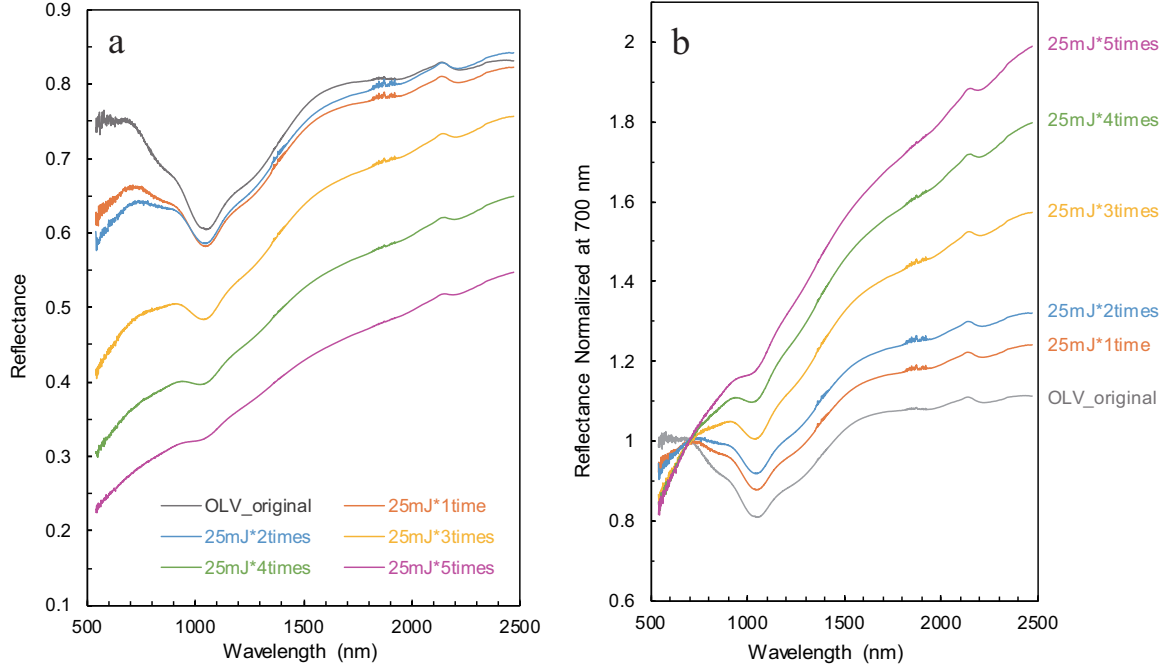 a
0.9
0.8
0.7
0.6
0.5
0.4
0.3
0.2
0.1
Reflectance
OLV_original
25mJ*1time
25mJ*2times
25mJ*3times
25mJ*4times
25mJ*5times
500
1000
1500
2000
2500
Wavelength (nm)
b
2
1.8
1.6
1.4
1.2
1
0.8
0.6
Reflectance Normalized at 700 nm
25mJ*5times
25mJ*4times
25mJ*3times
25mJ*2times
25mJ*1time
OLV_original
500
1000
1500
2000
2500
Wavelength (nm)